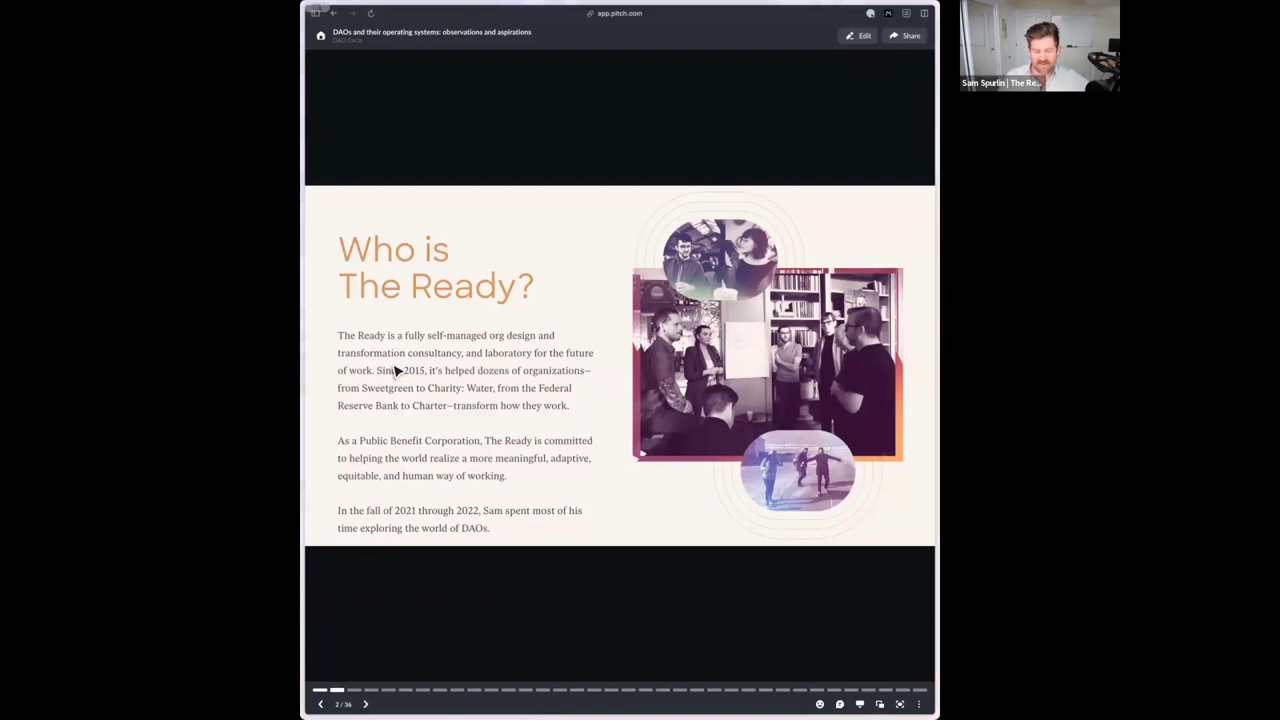 app.pitch.com
DAOs and their operating systems: observations and aspirations
DAO Circle
Edit
Share
Sam Spurlin | The Re...
Who is
The Ready?
The Ready is a fully self-managed org design and
transformation consultancy, and laboratory for the future
of work. Since 2015, it's helped dozens of organizations—
from Sweetgreen to Charity: Water, from the Federal
Reserve Bank to Charter—transform how they work.
As a Public Benefit Corporation, The Ready is committed
to helping the world realize a more meaningful, adaptive,
equitable, and human way of working.
In the fall of 2021 through 2022, Sam spent most of his
time exploring the world of DAOs.
2 / 36